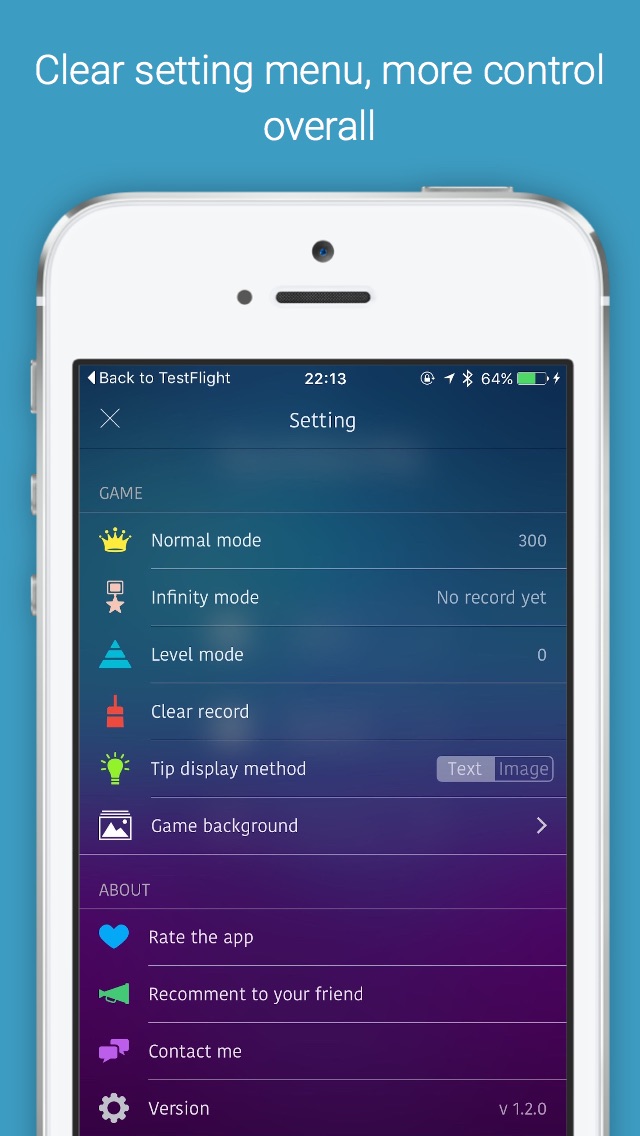 Clear setting menu, more control
overall
Back to TestFlight 22:13 64%
Setting
GAME
Normal mode 300
Infinity mode No record yet
Level mode 0
Clear record
Tip display method Text Image
Game background
ABOUT
Rate the app
Recomment to your friend
Contact me
Version v 1.2.0